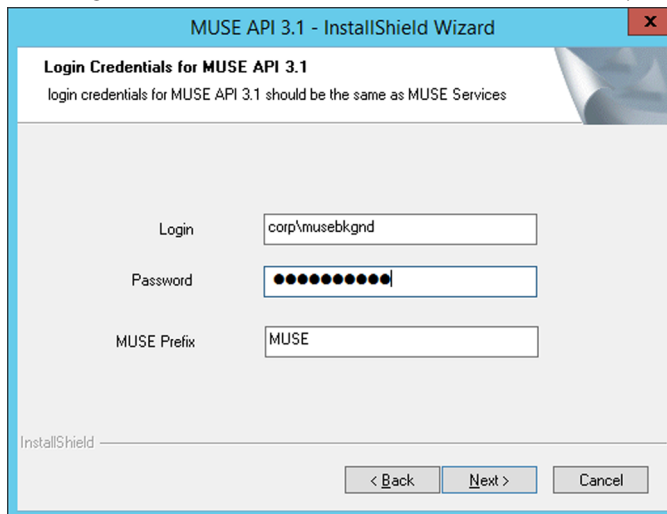 MUSE API 3.1 - InstallShield Wizard
x
Login Credentials for MUSE API 3.1
login credentials for MUSE API 3.1 should be the same as MUSE Services
Login
corp\musebkgnd
Password
●●●●●●●●●●
MUSE Prefix
MUSE
InstallShield
< Back
Next >
Cancel